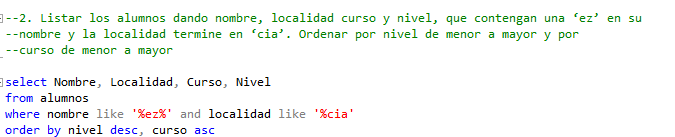 --2. Listar los alumnos dando nombre, localidad curso y nivel, que contengan una ‘ez’ en su
--nombre y la localidad termine en ‘cia’. Ordenar por nivel de menor a mayor y por
--curso de menor a mayor
select Nombre, Localidad, Curso, Nivel
from alumnos
where nombre like '%ez%' and localidad like '%cia'
order by nivel desc, curso asc